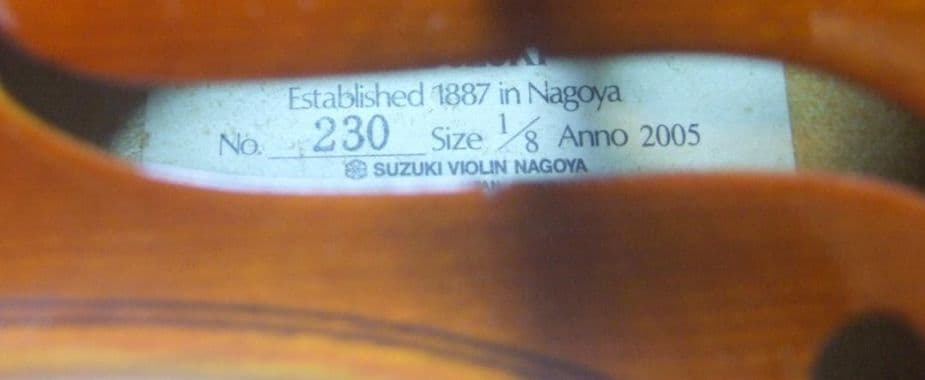 Established 1887 in Nagoya
No. 230 Size 1/8 Anno 2005
SUZUKI VIOLIN NAGOYA